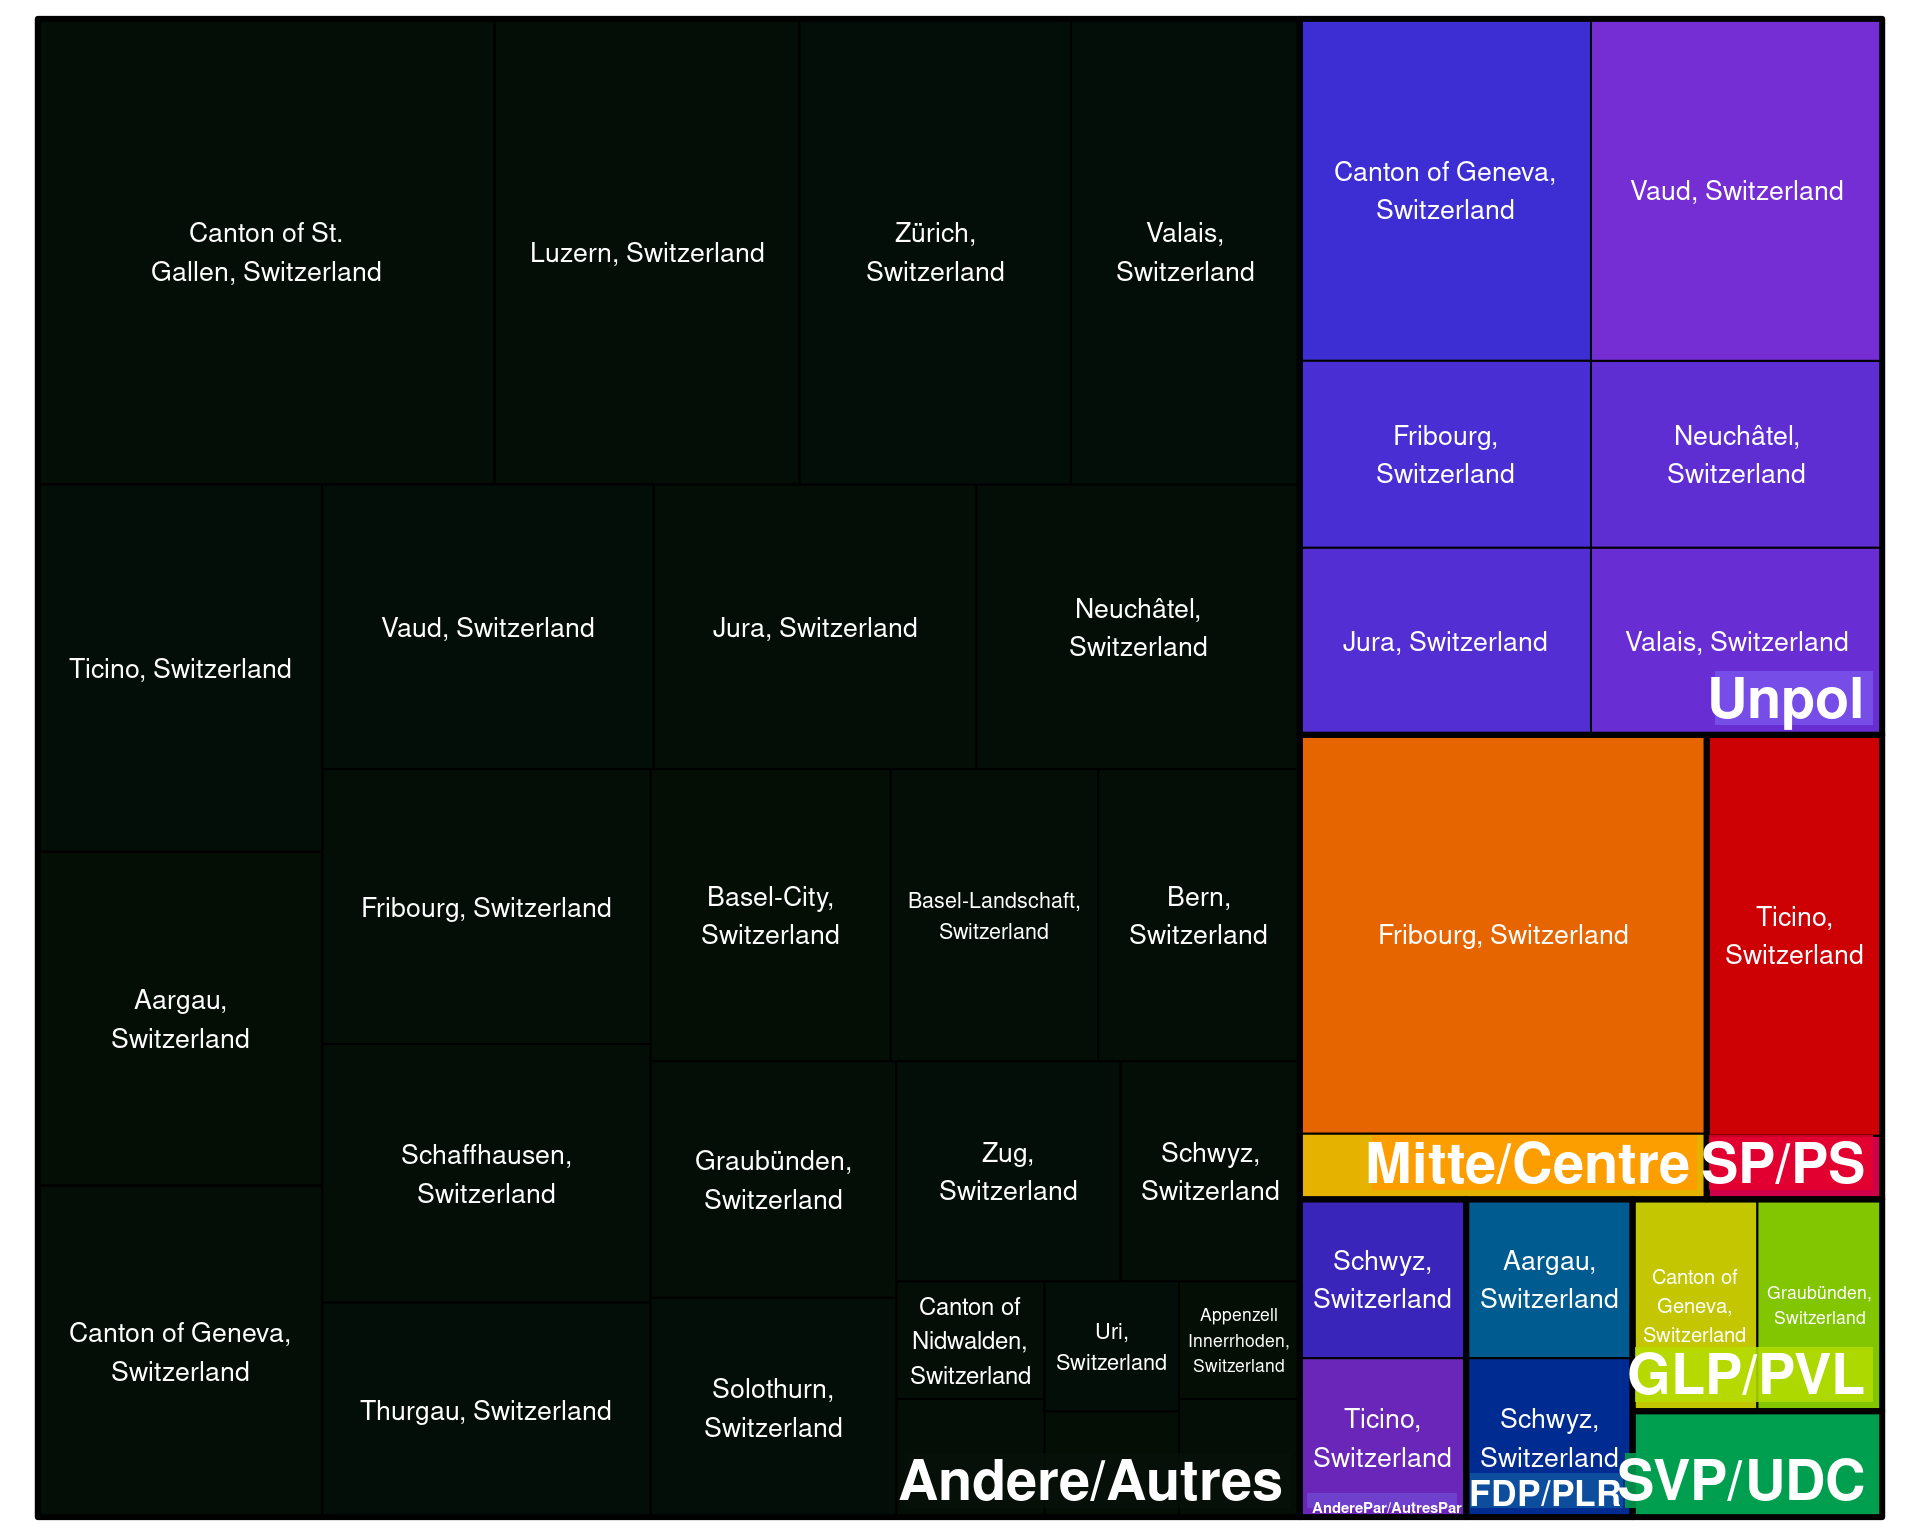 Canton of St.
Gallen, Switzerland
Luzern, Switzerland
Zürich,
Switzerland
Valais,
Switzerland
Ticino, Switzerland
Vaud, Switzerland
Jura, Switzerland
Neuchâtel,
Switzerland
Aargau,
Switzerland
Fribourg, Switzerland
Basel-City,
Switzerland
Basel-Landschaft,
Switzerland
Bern,
Switzerland
Canton of Geneva,
Switzerland
Schaffhausen,
Switzerland
Thurgau, Switzerland
Graubünden,
Switzerland
Solothurn,
Switzerland
Zug,
Switzerland
Schwyz,
Switzerland
Canton of
Nidwalden,
Switzerland
Uri,
Switzerland
Appenzell
Innerrhoden,
Switzerland
Andere/Autres
Canton of Geneva,
Switzerland
Vaud, Switzerland
Fribourg,
Switzerland
Neuchâtel,
Switzerland
Jura, Switzerland
Valais, Switzerland
Unpol
Fribourg, Switzerland
Mitte/Centre
Ticino,
Switzerland
SP/PS
Schwyz,
Switzerland
Ticino,
Switzerland
AnderePar/AutresPar
Aargau,
Switzerland
Schwyz,
Switzerland
FDP/PLR
Canton of
Geneva,
Switzerland
Graubünden,
Switzerland
GLP/PVL
SVP/UDC